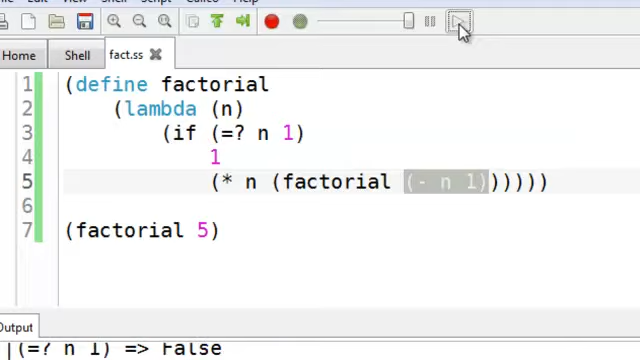 Home Shell fact.ss
1 (define factorial
2 (lambda (n)
3 (if (=? n 1)
4 1
5 (* n (factorial (- n 1)))))
6
7 (factorial 5)
Output
|(=? n 1) => False